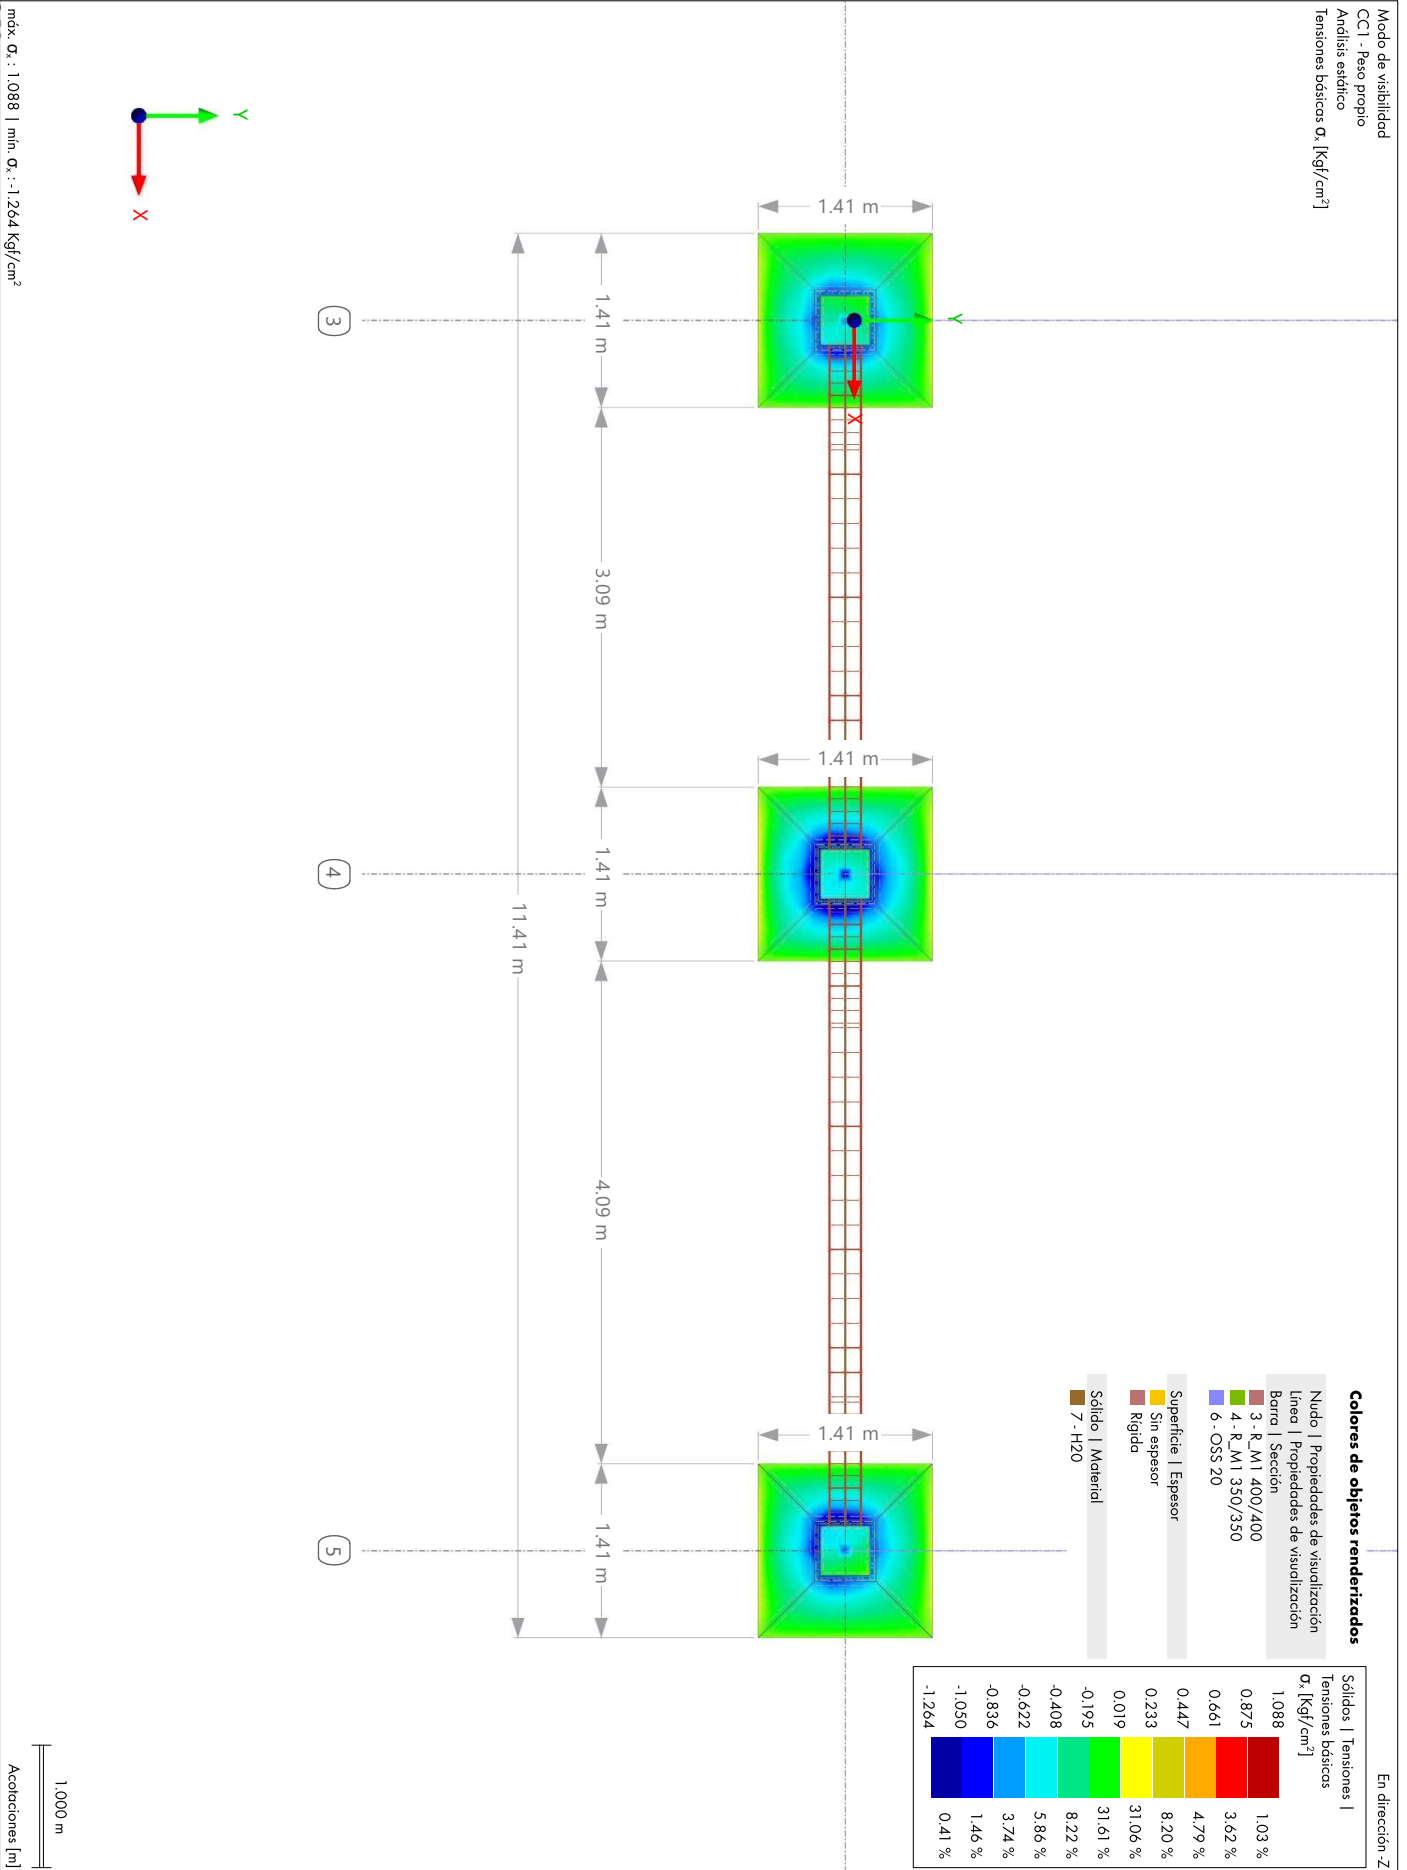 Modo de visibilidad
CC1 - Peso propio
Análisis estático
Tensiones básicas σx [Kgf/cm²]
En dirección -Z
Colores de objetos renderizados
Nudo | Propiedades de visualización
Línea | Propiedades de visualización
Barra | Sección
3 - R_M1 400/400
4 - R_M1 350/350
6 - OSS 20
Superficie | Espesor
Sin espesor
Rígida
Sólido | Material
7 - H20
Sólidos | Tensiones |
Tensiones básicas
σx [Kgf/cm²]
1.088
0.875
0.661
0.447
0.233
0.019
-0.195
-0.408
-0.622
-0.836
-1.050
-1.264
1.03 %
3.62 %
4.79 %
8.20 %
31.06 %
31.61 %
8.22 %
5.86 %
3.74 %
1.46 %
0.41 %
Y
X
1.41 m
1.41 m
1.41 m
Y
X
1.41 m
3.09 m
1.41 m
4.09 m
1.41 m
11.41 m
3
4
5
1.000 m
Acotaciones [m]
máx. σx : 1.088 | mín. σx : -1.264 Kgf/cm²